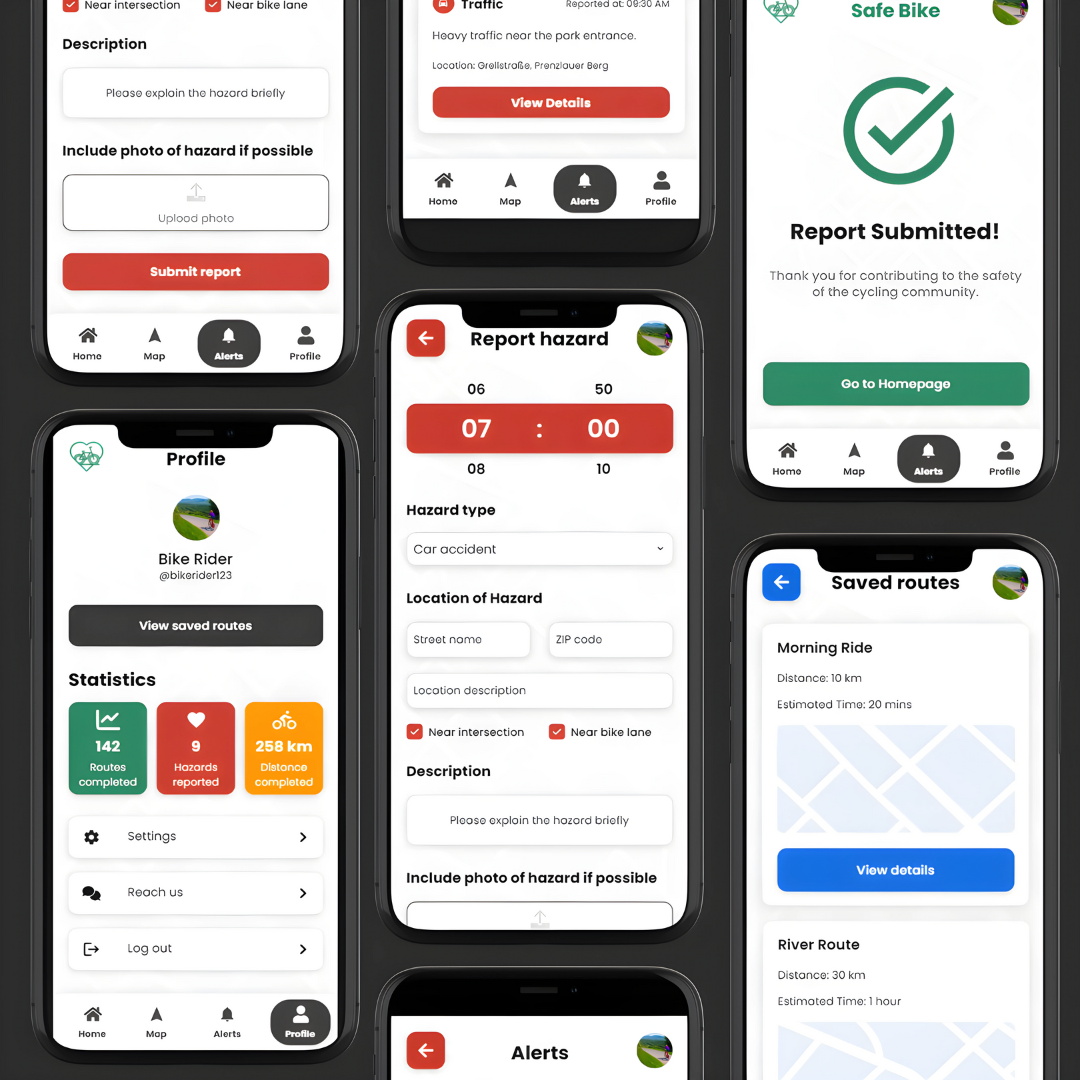 Near intersection
Near bike lane
Description
Please explain the hazard briefly
Include photo of hazard if possible
Upload photo
Submit report
Home
Map
Alerts
Profile
Profile
Bike Rider
@bikerider123
View saved routes
Statistics
142
Routes
completed
9
Hazards
reported
258 km
Distance
completed
Settings
Reach us
Log out
Home
Map
Alerts
Profile
Traffic
Reported at: 09:30 AM
Heavy traffic near the park entrance.
Location: Grellstraße, Prenzlauer Berg
View Details
Home
Map
Alerts
Profile
Report hazard
06
50
07 : 00
08
10
Hazard type
Car accident
Location of Hazard
Street name
ZIP code
Location description
Near intersection
Near bike lane
Description
Please explain the hazard briefly
Include photo of hazard if possible
Alerts
Safe Bike
Report Submitted!
Thank you for contributing to the safety
of the cycling community.
Go to Homepage
Home
Map
Alerts
Profile
Saved routes
Morning Ride
Distance: 10 km
Estimated Time: 20 mins
View details
River Route
Distance: 30 km
Estimated Time: 1 hour